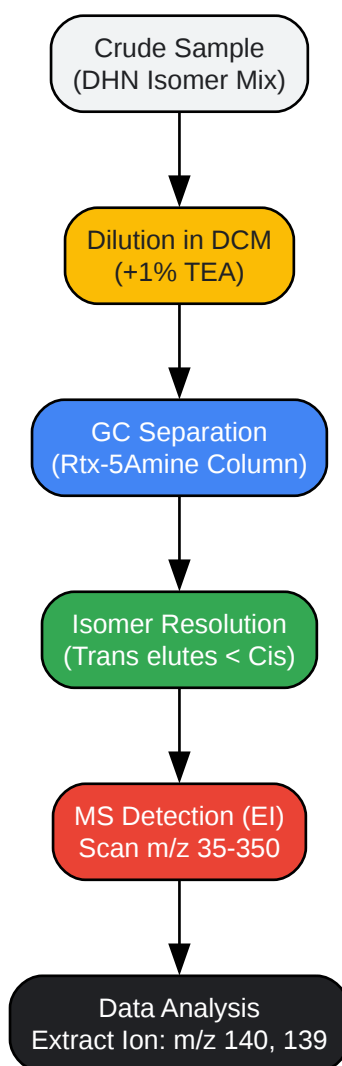 Crude Sample
(DHN Isomer Mix)
Dilution in DCM
(+1% TEA)
GC Separation
(Rtx-5Amine Column)
Isomer Resolution
(Trans elutes < Cis)
MS Detection (EI)
Scan m/z 35-350
Data Analysis
Extract Ion: m/z 140, 139